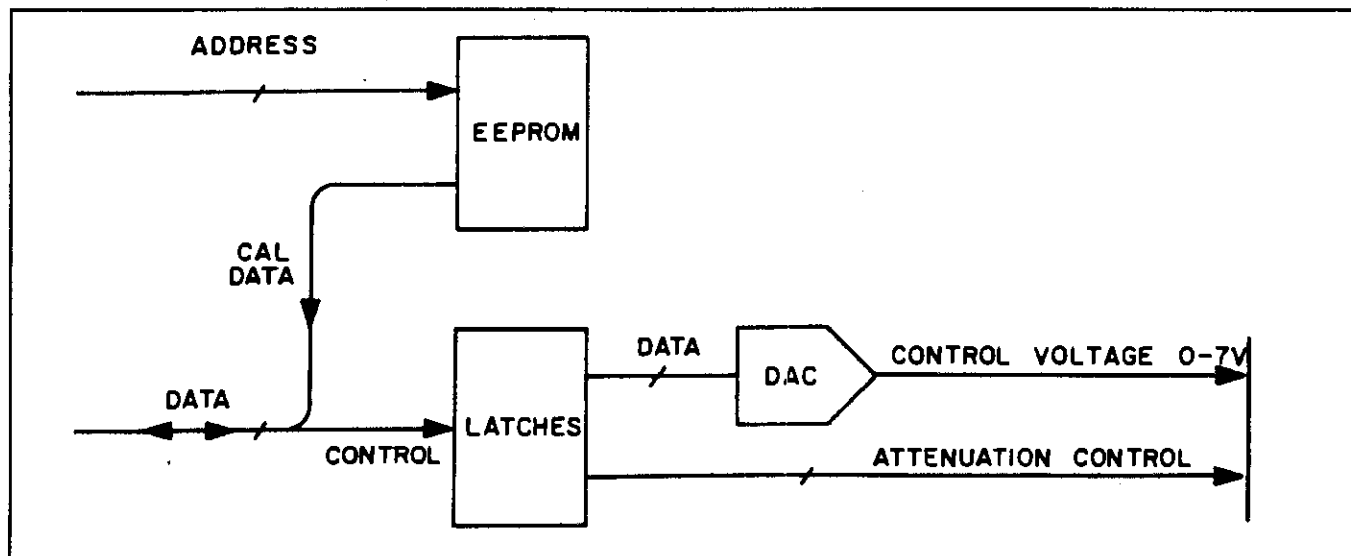 ADDRESS
EEPROM
CAL
DATA
DATA
CONTROL
LATCHES
DATA
DAC
CONTROL VOLTAGE 0-7V
ATTENUATION CONTROL